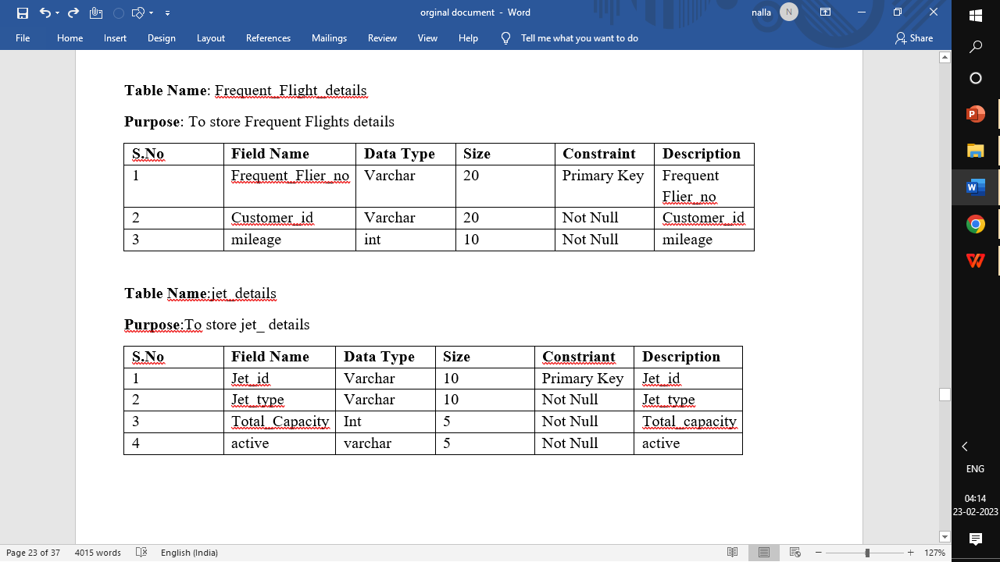 orginal document - Word
nalla N
File Home Insert Design Layout References Mailings Review View Help Tell me what you want to do Share
Table Name: Frequent_Flight_details
Purpose: To store Frequent Flights details
S.No Field Name Data Type Size Constraint Description
1 Frequent_Flier_no Varchar 20 Primary Key Frequent
Flier_no
2 Customer_id Varchar 20 Not Null Customer_id
3 mileage int 10 Not Null mileage
Table Name:jet_details
Purpose:To store jet_ details
S.No Field Name Data Type Size Constriant Description
1 Jet_id Varchar 10 Primary Key Jet_id
2 Jet_type Varchar 10 Not Null Jet_type
3 Total_Capacity Int 5 Not Null Total_capacity
4 active varchar 5 Not Null active
P
W
ENG
04:14
23-02-2023
Page 23 of 37 4015 words English (India) 127%